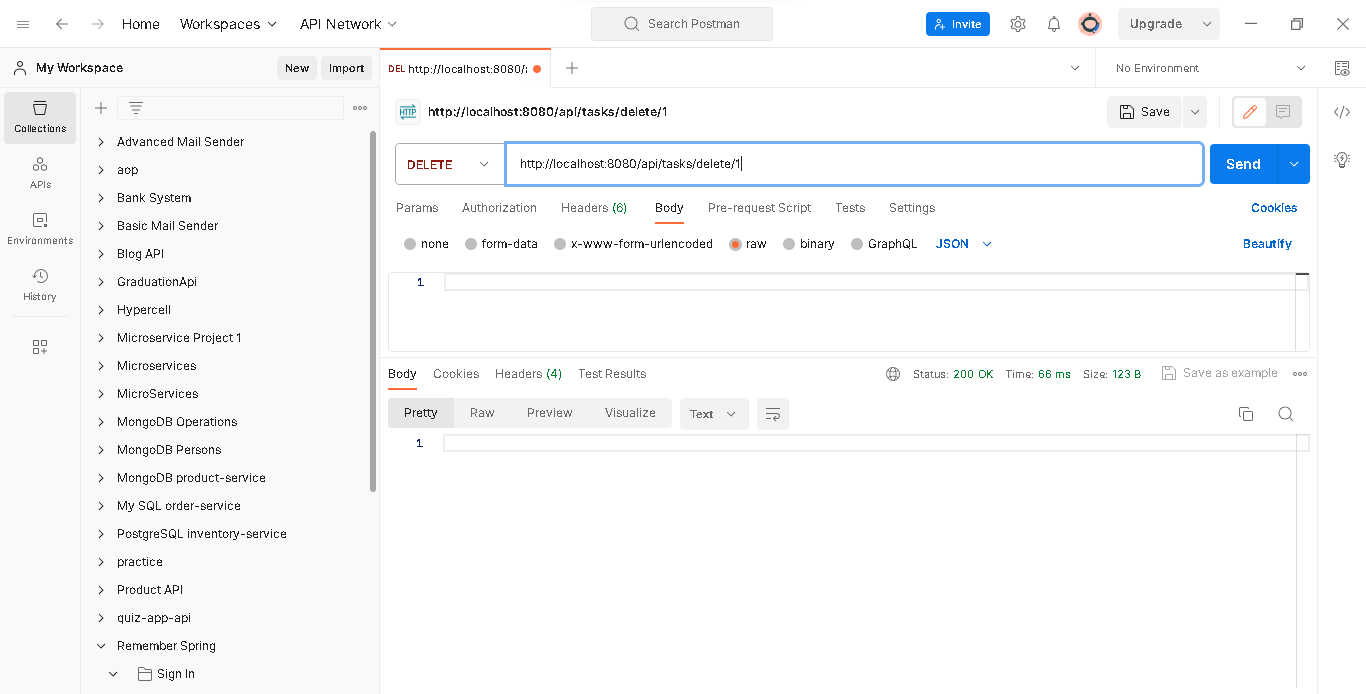 Home Workspaces API Network Search Postman Invite Upgrade
My Workspace New Import
DEL http://localhost:8080/a No Environment
Collections
APIs
Environments
History
Advanced Mail Sender
aop
Bank System
Basic Mail Sender
Blog API
GraduationApi
Hypercell
Microservice Project 1
Microservices
MicroServices
MongoDB Operations
MongoDB Persons
MongoDB product-service
My SQL order-service
PostgreSQL inventory-service
practice
Product API
quiz-app-api
Remember Spring
Sign In
HTTP http://localhost:8080/api/tasks/delete/1 Save
DELETE http://localhost:8080/api/tasks/delete/1 Send
Params Authorization Headers (6) Body Pre-request Script Tests Settings Cookies
none form-data x-www-form-urlencoded raw binary GraphQL JSON Beautify
1
Body Cookies Headers (4) Test Results Status: 200 OK Time: 66 ms Size: 123 B Save as example
Pretty Raw Preview Visualize Text
1